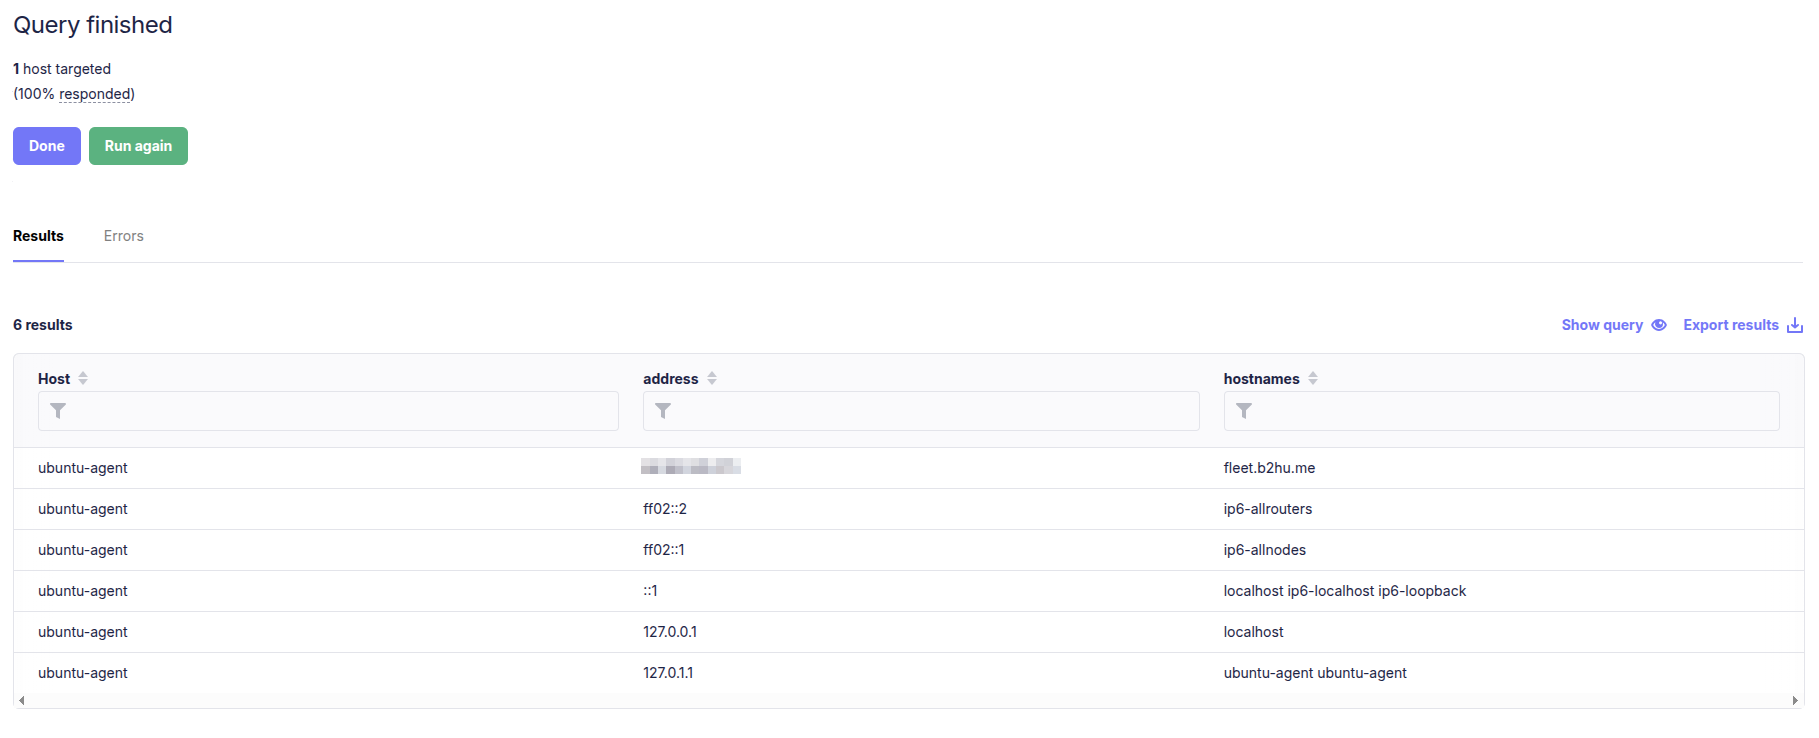 Query finished
1 host targeted
(100% responded)
Done Run again
Results Errors
6 results Show query Export results
Host address hostnames
ubuntu-agent fleet.b2hu.me
ubuntu-agent ff02::2 ip6-allrouters
ubuntu-agent ff02::1 ip6-allnodes
ubuntu-agent ::1 localhost ip6-localhost ip6-loopback
ubuntu-agent 127.0.0.1 localhost
ubuntu-agent 127.0.1.1 ubuntu-agent ubuntu-agent